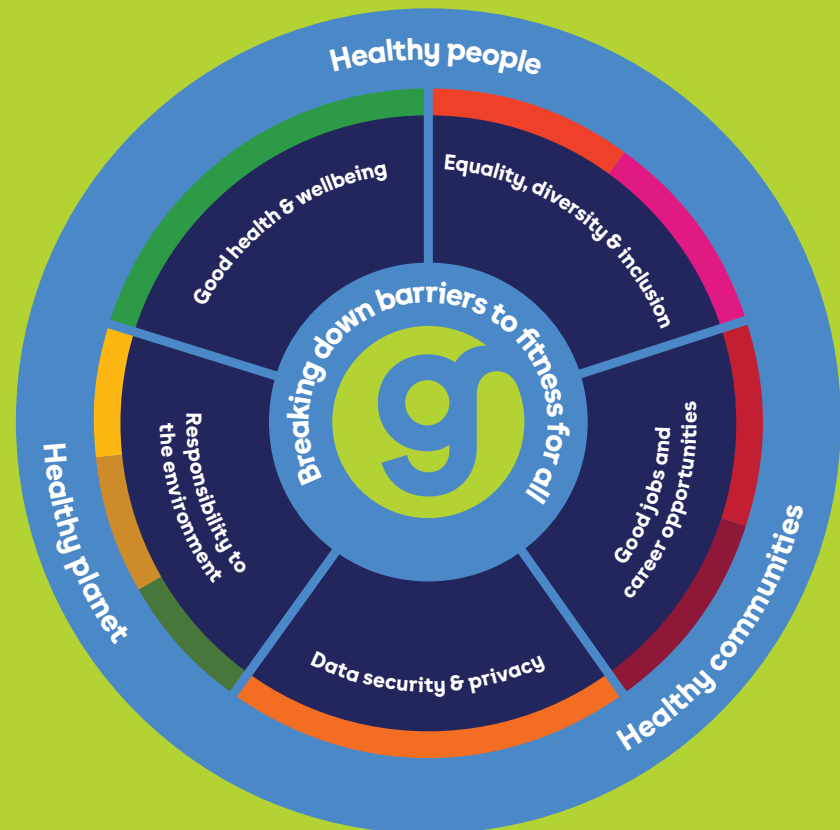 Healthy people
Good health & wellbeing
Equality, diversity & inclusion
Breaking down barriers to fitness for all
g
Responsibility to
the environment
Good jobs and
career opportunities
Data security & privacy
Healthy planet
Healthy communities